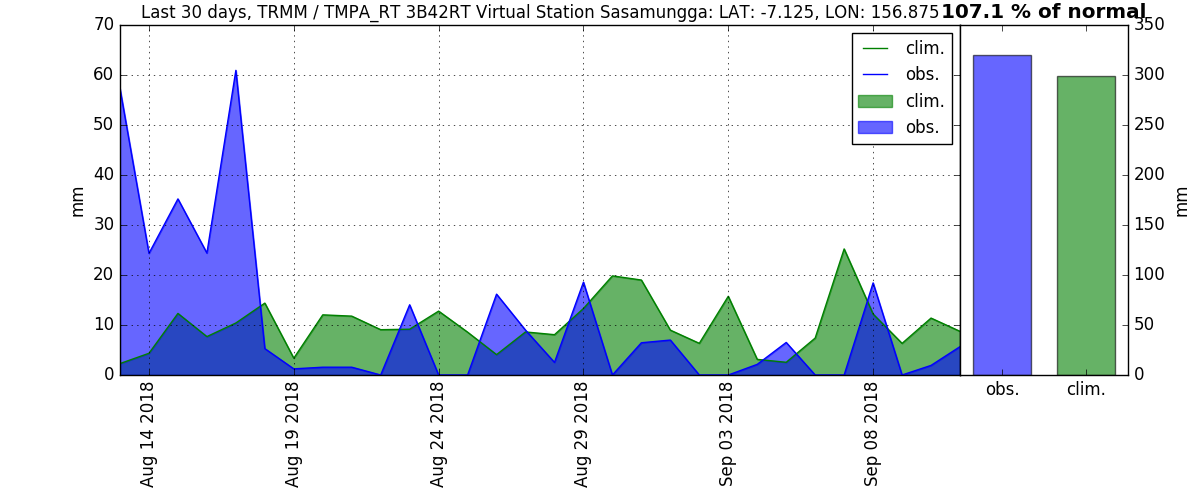 Last 30 days, TRMM / TMPA_RT 3B42RT Virtual Station Sasamungga: LAT: -7.125, LON: 156.875
107.1 % of normal
70
60
50
40
30
20
10
0
mm
clim.
obs.
clim.
obs.
350
300
250
200
150
100
50
0
mm
obs.
clim.
Aug 14 2018
Aug 19 2018
Aug 24 2018
Aug 29 2018
Sep 03 2018
Sep 08 2018